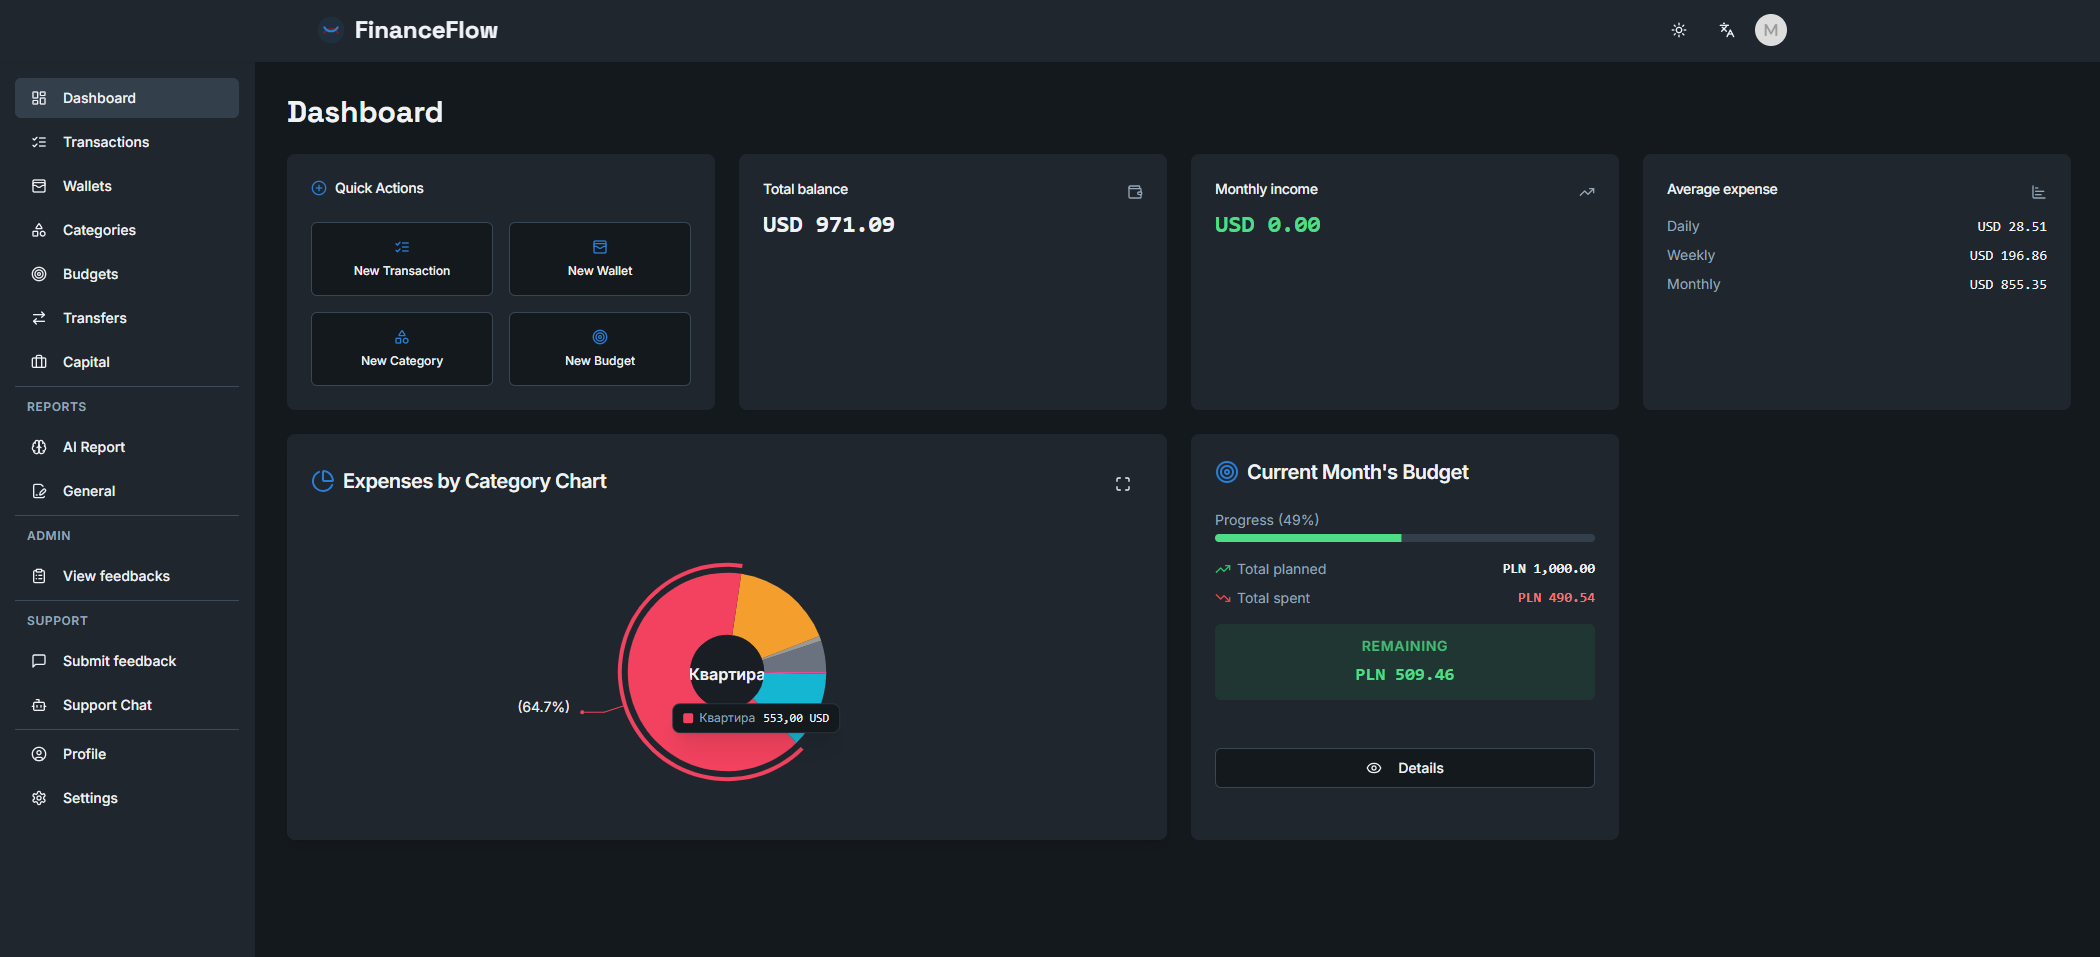 FinanceFlow
M
Dashboard
Transactions
Wallets
Categories
Budgets
Transfers
Capital
REPORTS
AI Report
General
ADMIN
View feedbacks
SUPPORT
Submit feedback
Support Chat
Profile
Settings
Dashboard
Quick Actions
New Transaction
New Wallet
New Category
New Budget
Total balance
USD 971.09
Monthly income
USD 0.00
Average expense
Daily USD 28.51
Weekly USD 196.86
Monthly USD 855.35
Expenses by Category Chart
Квартира
(64.7%)
Квартира 553,00 USD
Current Month's Budget
Progress (49%)
Total planned PLN 1,000.00
Total spent PLN 490.54
REMAINING
PLN 509.46
Details